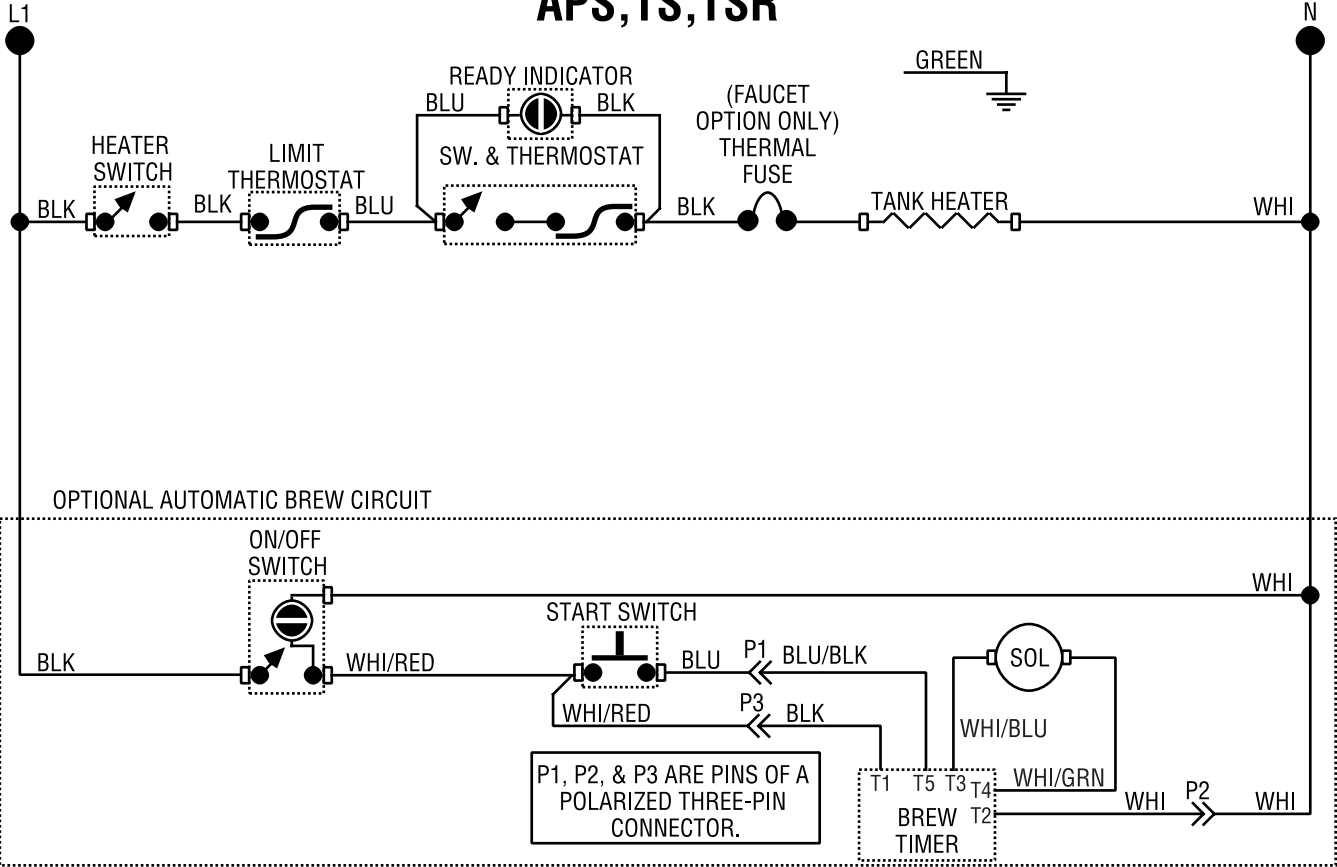 APS,TS,TSR
L1
N
READY INDICATOR
GREEN
BLU
BLK
(FAUCET
OPTION ONLY)
THERMAL
FUSE
HEATER
SWITCH
LIMIT
THERMOSTAT
SW. & THERMOSTAT
BLK
BLK
BLU
BLK
TANK HEATER
WHI
OPTIONAL AUTOMATIC BREW CIRCUIT
ON/OFF
SWITCH
WHI
START SWITCH
BLK
WHI/RED
BLU
P1
BLU/BLK
SOL
WHI/RED
P3
BLK
WHI/BLU
P1, P2, & P3 ARE PINS OF A
POLARIZED THREE-PIN
CONNECTOR.
T1
T5
T3
T4
WHI/GRN
T2
WHI
P2
WHI
BREW
TIMER